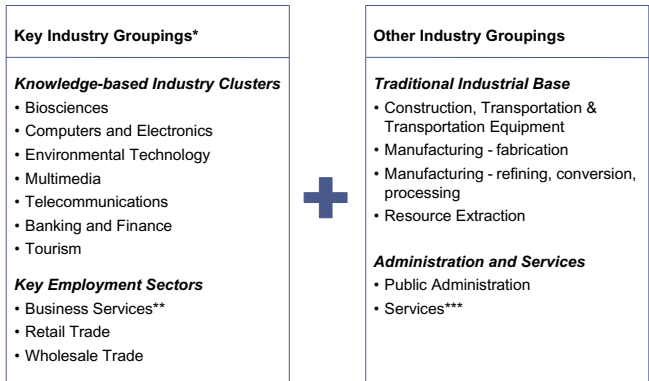 Key Industry Groupings*
Knowledge-based Industry Clusters
• Biosciences
• Computers and Electronics
• Environmental Technology
• Multimedia
• Telecommunications
• Banking and Finance
• Tourism
Key Employment Sectors
• Business Services**
• Retail Trade
• Wholesale Trade
Other Industry Groupings
Traditional Industrial Base
• Construction, Transportation &
Transportation Equipment
• Manufacturing - fabrication
• Manufacturing - refining, conversion,
processing
• Resource Extraction
Administration and Services
• Public Administration
• Services***